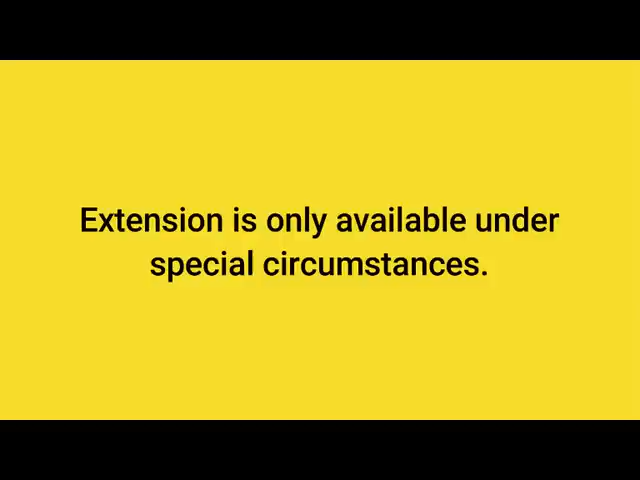 Extension is only available under
special circumstances.